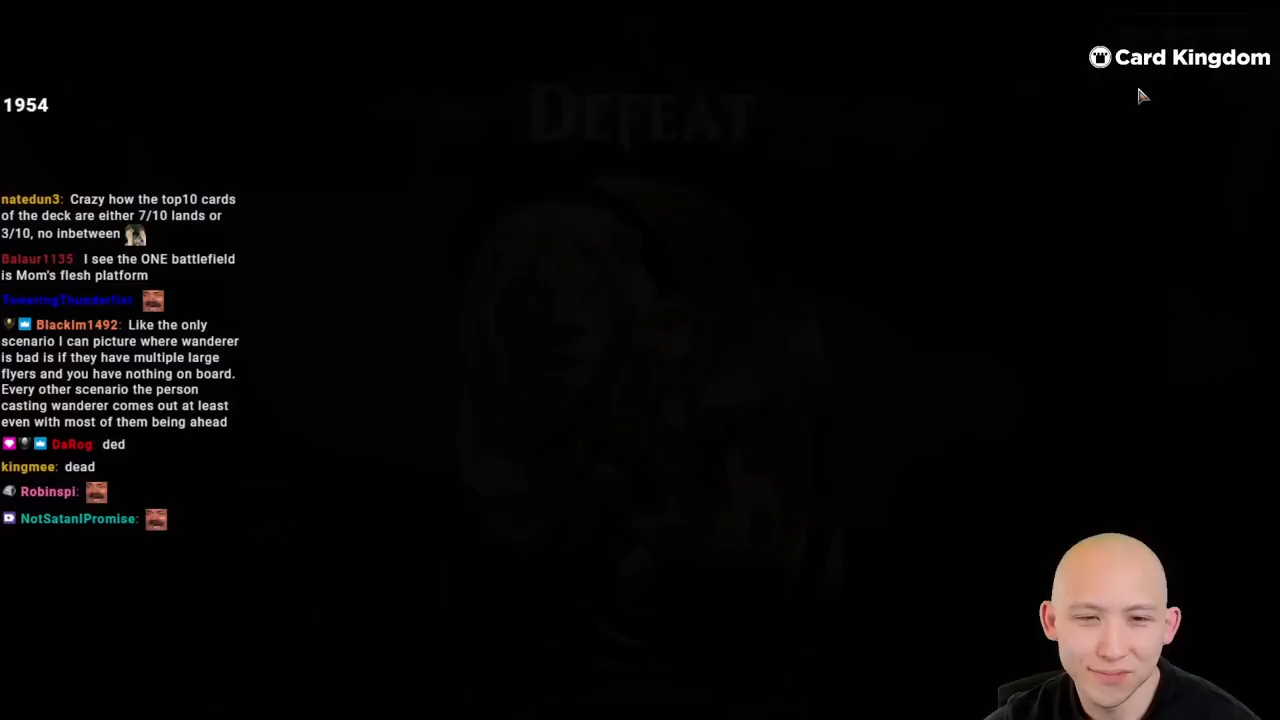 Card Kingdom
DEFEAT
1954
natedun3: Crazy how the top10 cards
of the deck are either 7/10 lands or
3/10, no inbetween
Balaur1135 I see the ONE battlefield
is Mom's flesh platform
ToweringThunderfist
Blacklm1492: Like the only
scenario I can picture where wanderer
is bad is if they have multiple large
flyers and you have nothing on board.
Every other scenario the person
casting wanderer comes out at least
even with most of them being ahead
DaRog ded
kingmee: dead
Robinspi:
NotSatanIPromise: